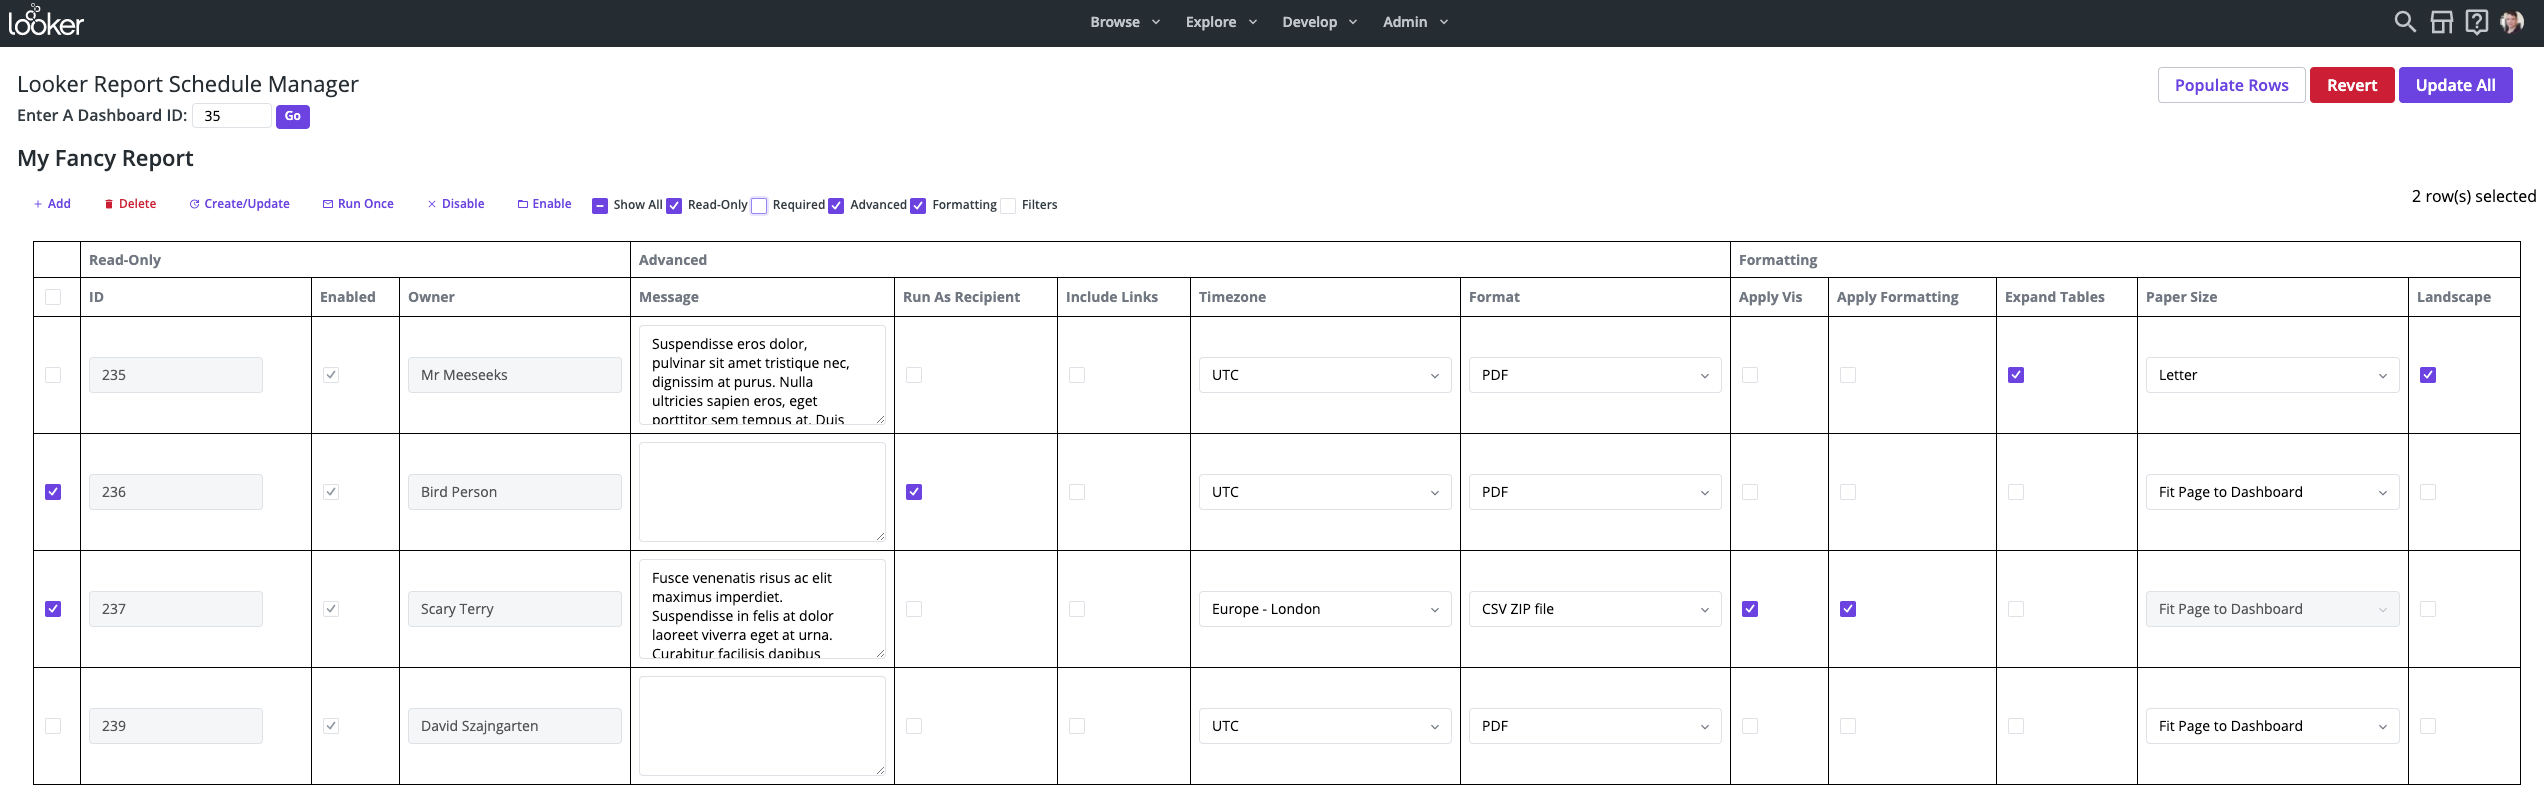 looker
Browse Explore Develop Admin
Looker Report Schedule Manager
Populate Rows Revert Update All
Enter A Dashboard ID: 35 Go
My Fancy Report
2 row(s) selected
+ Add Delete Create/Update Run Once Disable Enable Show All Read-Only Required Advanced Formatting Filters
Read-Only Advanced Formatting
ID Enabled Owner Message Run As Recipient Include Links Timezone Format Apply Vis Apply Formatting Expand Tables Paper Size Landscape
Suspendisse eros dolor,
pulvinar sit amet tristique nec,
235 Mr Meeseeks dignissim at purus. Nulla UTC PDF Letter
ultricies sapien eros, eget
porttitor sem tempus at. Duis
236 Bird Person UTC PDF Fit Page to Dashboard
Fusce venenatis risus ac elit
maximus imperdiet.
237 Scary Terry Suspendisse in felis at dolor Europe - London CSV ZIP file Fit Page to Dashboard
laoreet viverra eget at urna.
Curabitur facilisis dapibus
239 David Szajngarten UTC PDF Fit Page to Dashboard